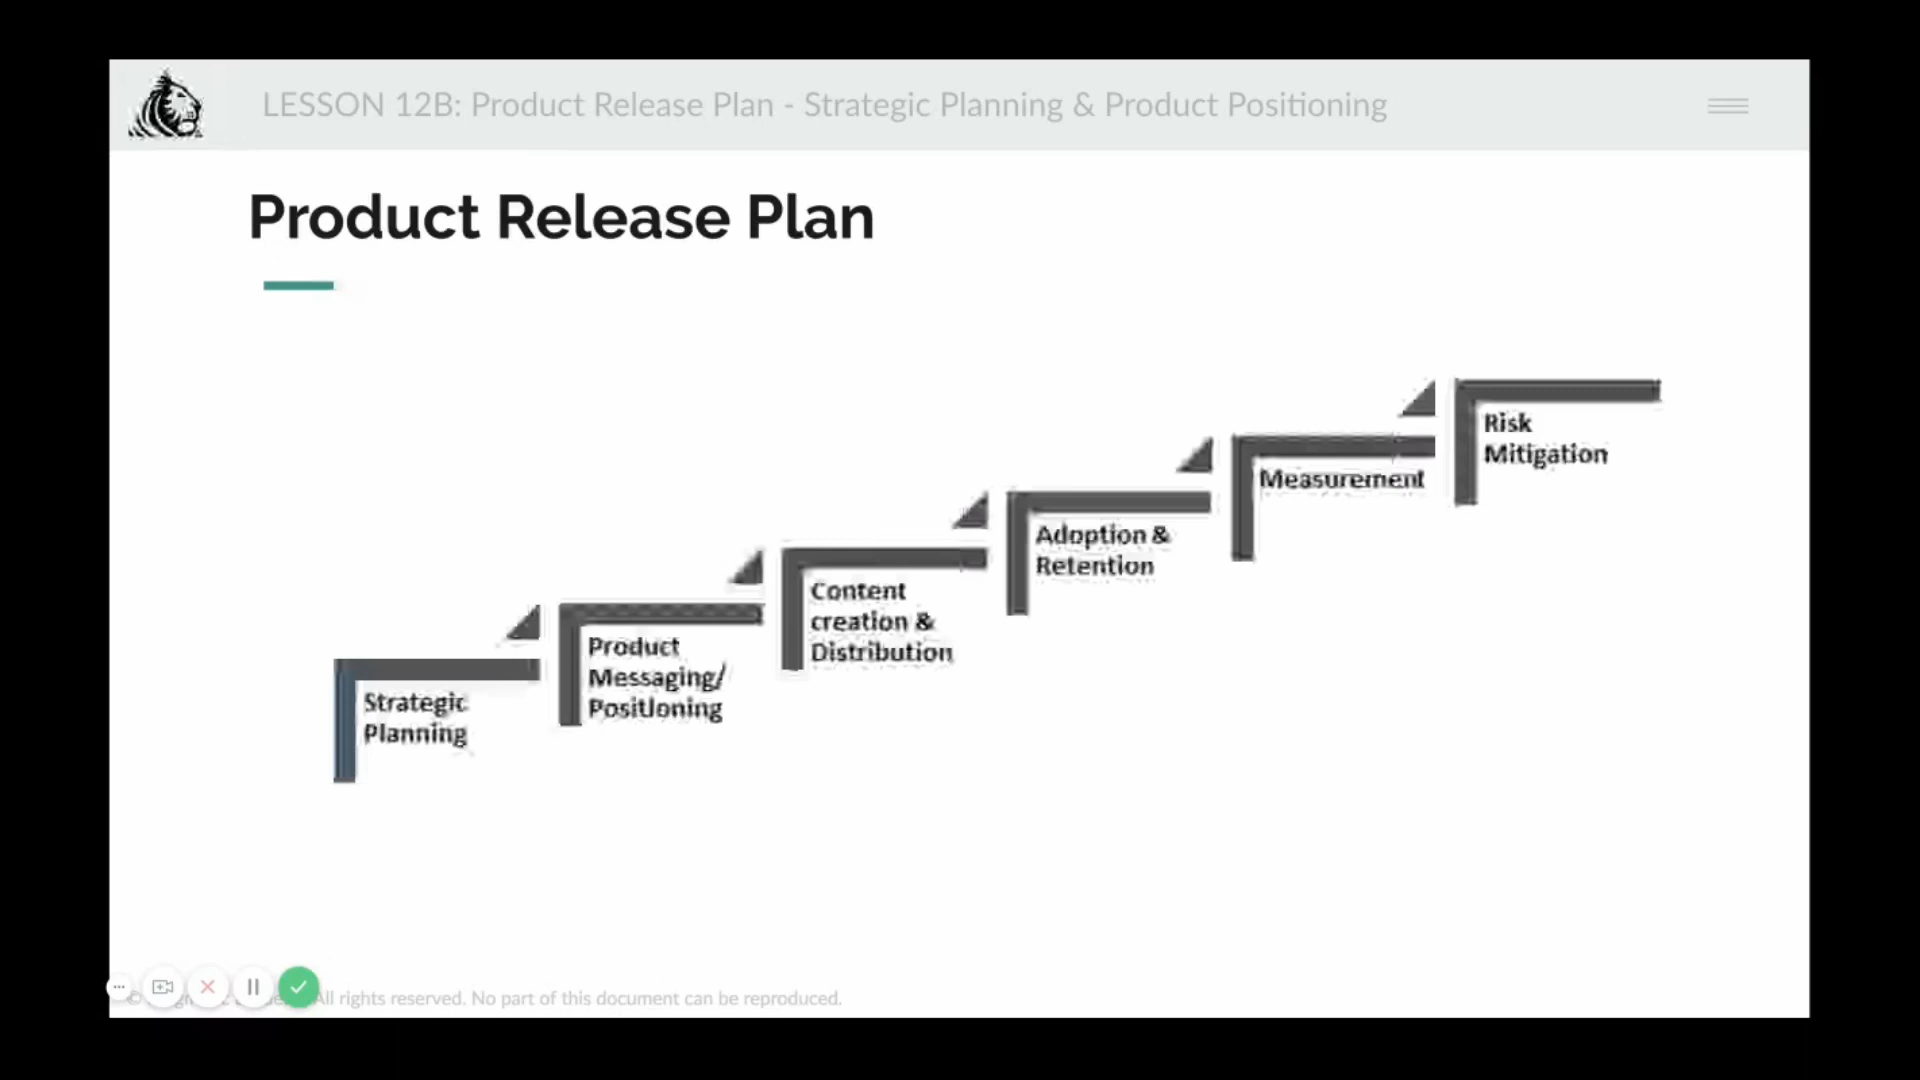 LESSON 12B: Product Release Plan - Strategic Planning & Product Positioning
Product Release Plan
Strategic
Planning
Product
Messaging/
Positioning
Content
creation &
Distribution
Adoption &
Retention
Measurement
Risk
Mitigation
All rights reserved. No part of this document can be reproduced.